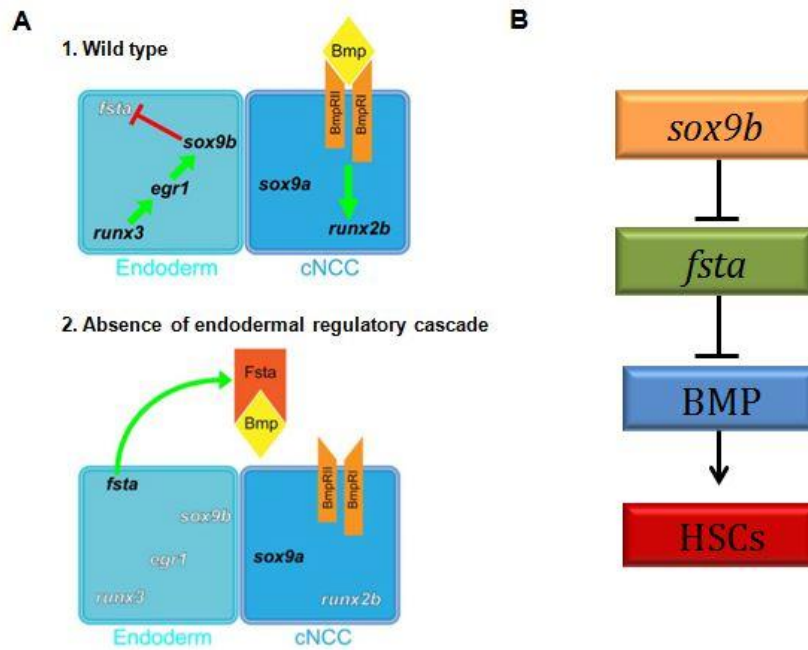 A
1. Wild type
Bmp
BmpRII
BmpRI
fsta
sox9b
egr1
runx3
sox9a
runx2b
Endoderm
cNCC
2. Absence of endodermal regulatory cascade
Fsta
Bmp
BmpRII
BmpRI
fsta
sox9b
egr1
runx3
sox9a
runx2b
Endoderm
cNCC
B
sox9b
fsta
BMP
HSCs